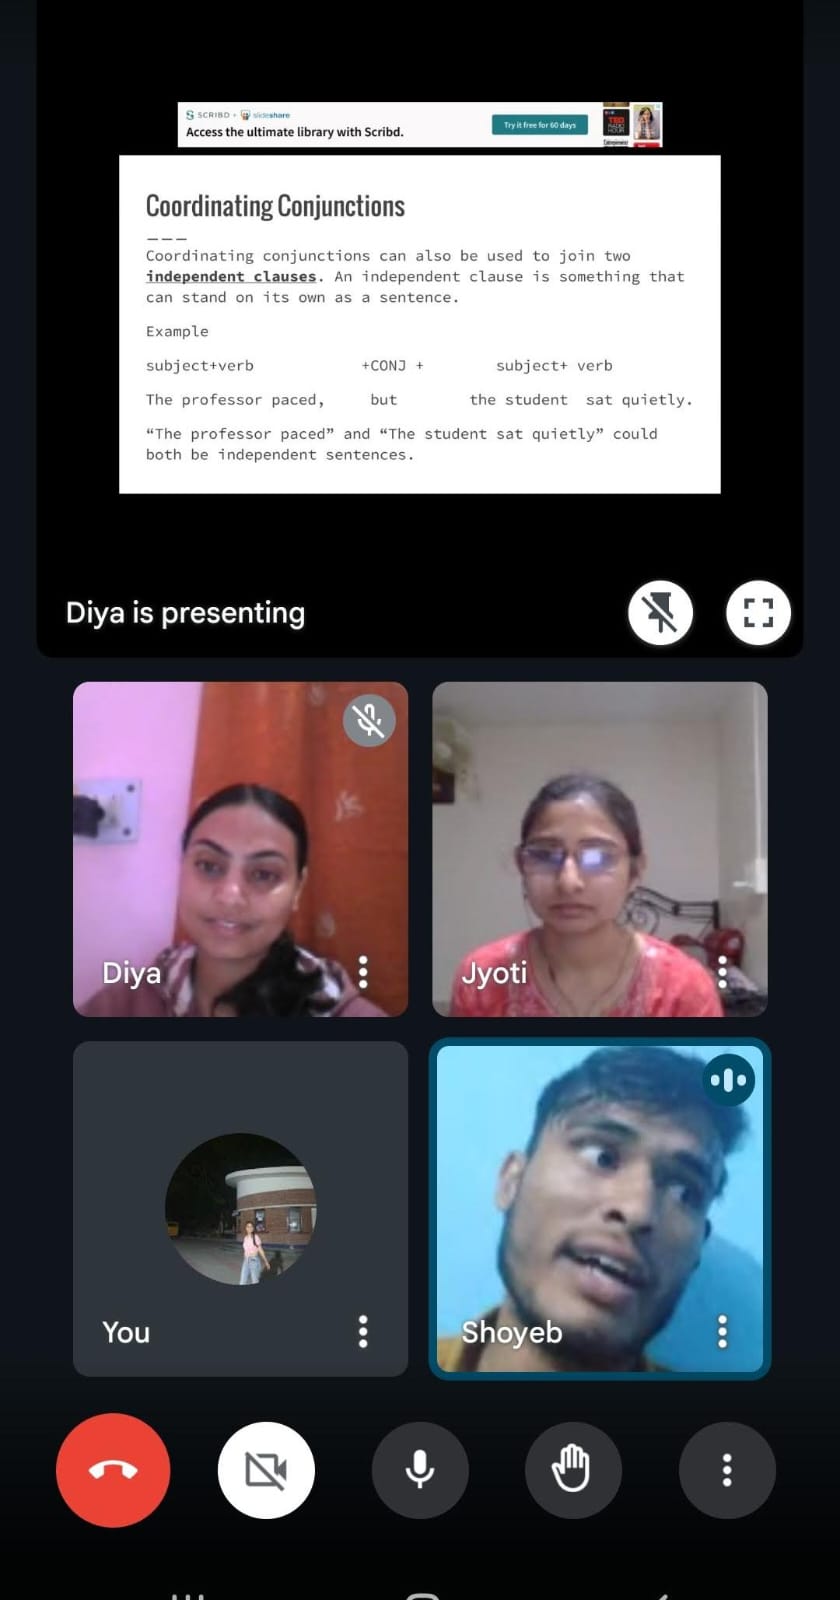 SCRIBD + slideshare
Access the ultimate library with Scribd.
Try it free for 60 days
TED
RADIO
HOUR
Coordinating Conjunctions
Coordinating conjunctions can also be used to join two
independent clauses. An independent clause is something that
can stand on its own as a sentence.
Example
subject+verb +CONJ + subject+ verb
The professor paced, but the student sat quietly.
“The professor paced” and “The student sat quietly” could
both be independent sentences.
Diya is presenting
Diya
Jyoti
You
Shoyeb